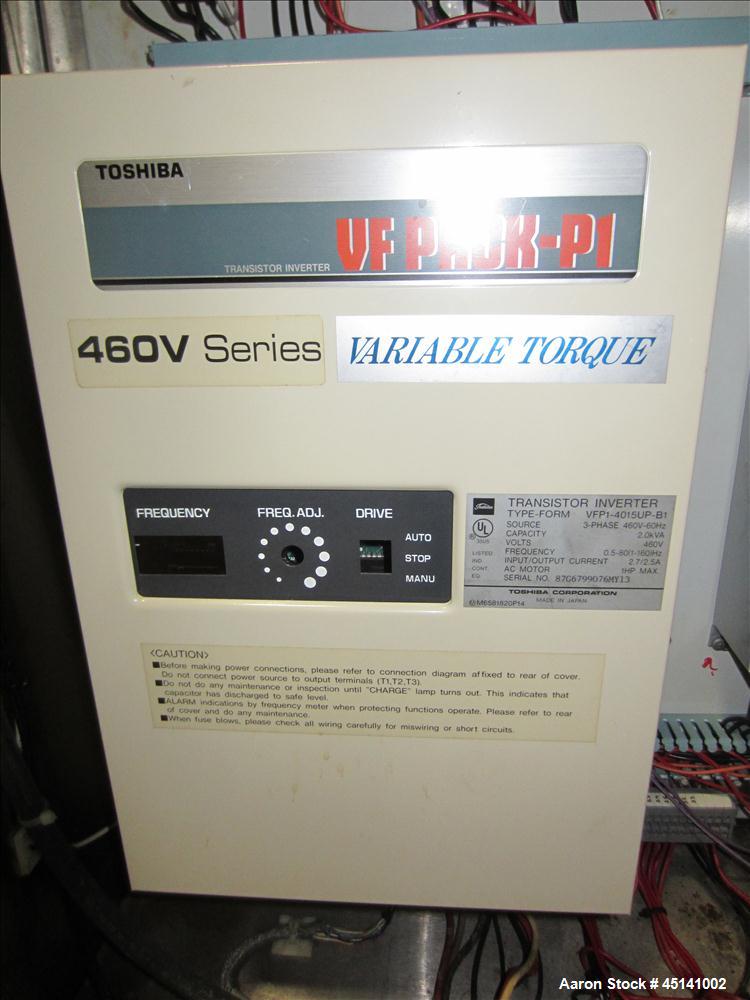 TOSHIBA
TRANSISTOR INVERTER VF PACK-P1
460V Series
VARIABLE TORQUE
FREQUENCY FREQ. ADJ. DRIVE
AUTO
STOP
MANU
TRANSISTOR INVERTER
TYPE-FORM VFP1-4015UP-B1
SOURCE 3-PHASE 460V-60Hz
CAPACITY 2.0kVA
VOLTS 460V
FREQUENCY 0.5-80/1-160Hz
INPUT/OUTPUT CURRENT 2.7/2.5A
AC MOTOR 1HP MAX.
SERIAL NO. 87G6799076MY13
UL
LISTED
IND.
CONT.
EQ.
TOSHIBA CORPORATION
M6581820P14 MADE IN JAPAN
<CAUTION>
■Before making power connections, please refer to connection diagram affixed to rear of cover.
Do not connect power source to output terminals (T1,T2,T3).
■Do not do any maintenance or inspection until "CHARGE" lamp turns out. This indicates that
capacitor has discharged to safe level.
■ALARM indications by frequency meter when protecting functions operate. Please refer to rear
of cover and do any maintenance.
■When fuse blows, please check all wiring carefully for miswiring or short circuits.
Aaron Stock # 45141002